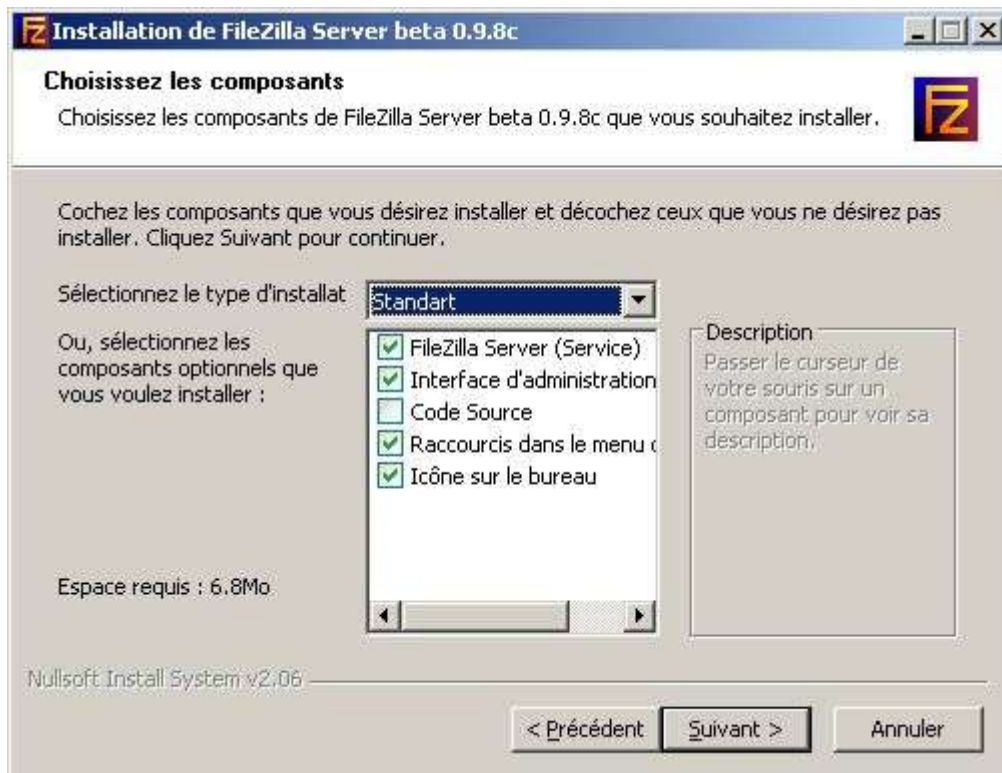 Installation de FileZilla Server beta 0.9.8c
Choisissez les composants
Choisissez les composants de FileZilla Server beta 0.9.8c que vous souhaitez installer.
Cochez les composants que vous désirez installer et décochez ceux que vous ne désirez pas
installer. Cliquez Suivant pour continuer.
Sélectionnez le type d'installat
Standart
Ou, sélectionnez les
composants optionnels que
vous voulez installer :
FileZilla Server (Service)
Interface d'administration
Code Source
Raccourcis dans le menu
Icône sur le bureau
Description
Passer le curseur de
votre souris sur un
composant pour voir sa
description.
Espace requis : 6.8Mo
Nullsoft Install System v2.06
< Précédent
Suivant >
Annuler